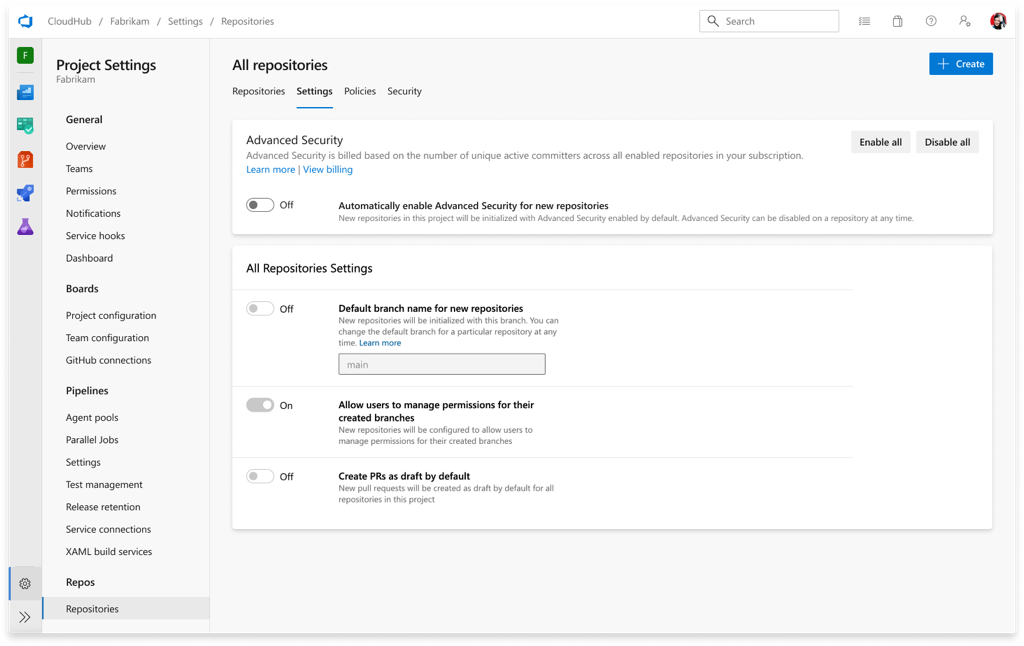 CloudHub / Fabrikam / Settings / Repositories
Search
F
Project Settings
Fabrikam
General
Overview
Teams
Permissions
Notifications
Service hooks
Dashboard
Boards
Project configuration
Team configuration
GitHub connections
Pipelines
Agent pools
Parallel Jobs
Settings
Test management
Release retention
Service connections
XAML build services
Repos
Repositories
All repositories
Create
Repositories Settings Policies Security
Advanced Security
Advanced Security is billed based on the number of unique active committers across all enabled repositories in your subscription.
Learn more | View billing
Enable all Disable all
Off
Automatically enable Advanced Security for new repositories
New repositories in this project will be initialized with Advanced Security enabled by default. Advanced Security can be disabled on a repository at any time.
All Repositories Settings
Off
Default branch name for new repositories
New repositories will be initialized with this branch. You can
change the default branch for a particular repository at any
time. Learn more
main
On
Allow users to manage permissions for their
created branches
New repositories will be configured to allow users to
manage permissions for their created branches
Off
Create PRs as draft by default
New pull requests will be created as draft by default for all
repositories in this project